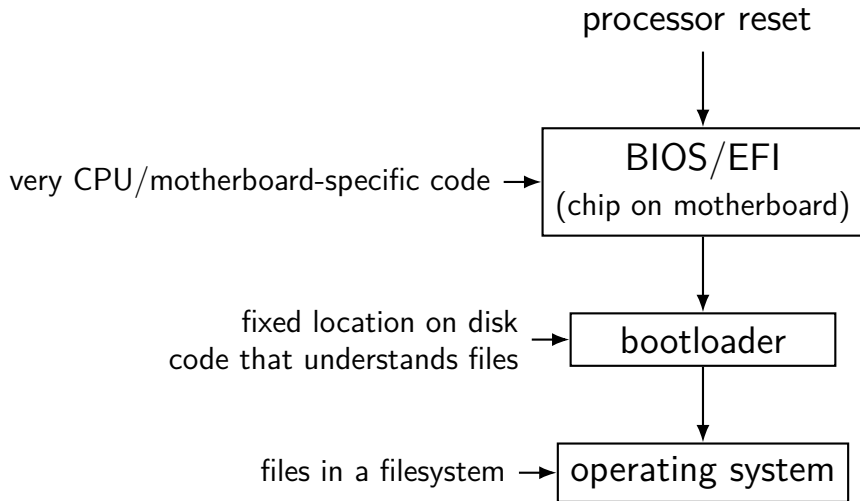 processor reset
BIOS/EFI
very CPU/motherboard-specific code
(chip on motherboard)
fixed location on disk
code that understands files
bootloader
files in a filesystem
operating system